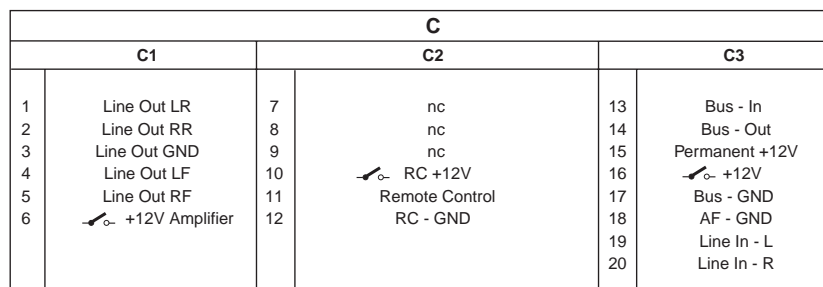 C
C1 C2 C3
1 Line Out LR 7 nc 13 Bus - In
2 Line Out RR 8 nc 14 Bus - Out
3 Line Out GND 9 nc 15 Permanent +12V
4 Line Out LF 10 RC +12V 16 +12V
5 Line Out RF 11 Remote Control 17 Bus - GND
6 +12V Amplifier 12 RC - GND 18 AF - GND
19 Line In - L
20 Line In - R